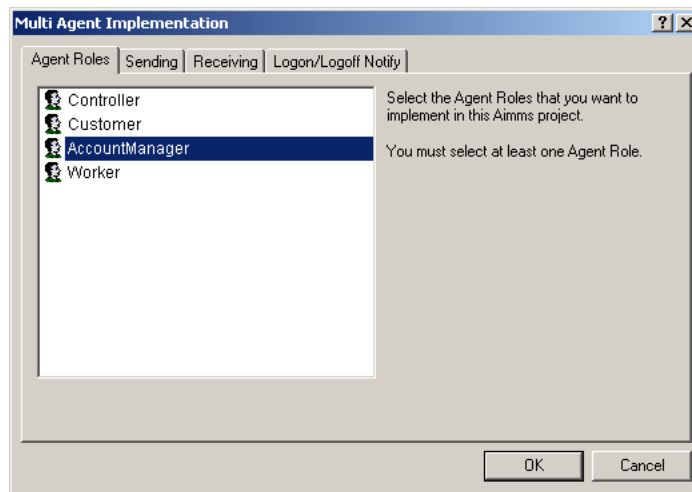 Multi Agent Implementation
Agent Roles Sending Receiving Logon/Logoff Notify
Controller
Customer
AccountManager
Worker
Select the Agent Roles that you want to
implement in this Aimms project.
You must select at least one Agent Role.
OK Cancel